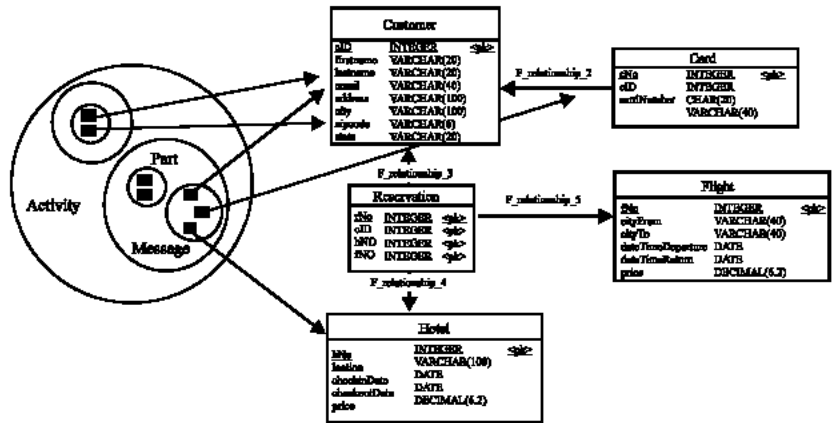 Customer
cID INTEGER <pk>
firstname VARCHAR(20)
lastname VARCHAR(20)
email VARCHAR(40)
address VARCHAR(100)
city VARCHAR(100)
zipcode VARCHAR(6)
state VARCHAR(20)
F_relationship_2
Card
cNo INTEGER <pk>
cID INTEGER
cardNumber CHAR(20)
VARCHAR(40)
Activity
Part
Message
F_relationship_3
Reservation
rNo INTEGER <pk>
cID INTEGER <pk>
hNO INTEGER <pk>
fNO INTEGER <pk>
F_relationship_5
Flight
fNo INTEGER <pk>
cityFrom VARCHAR(40)
cityTo VARCHAR(40)
dateTimeDeparture DATE
dateTimeReturn DATE
price DECIMAL(6.2)
F_relationship_4
Hotel
hNo INTEGER <pk>
location VARCHAR(100)
checkinDate DATE
checkoutDate DATE
price DECIMAL(6.2)